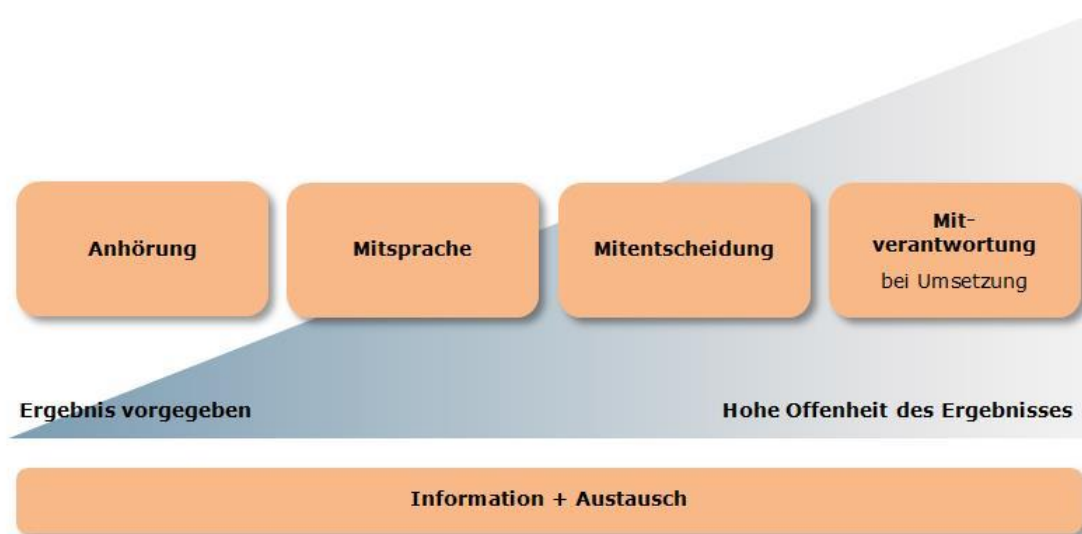 Anhörung
Mitsprache
Mitentscheidung
Mit-
verantwortung
bei Umsetzung
Ergebnis vorgegeben
Hohe Offenheit des Ergebnisses
Information + Austausch